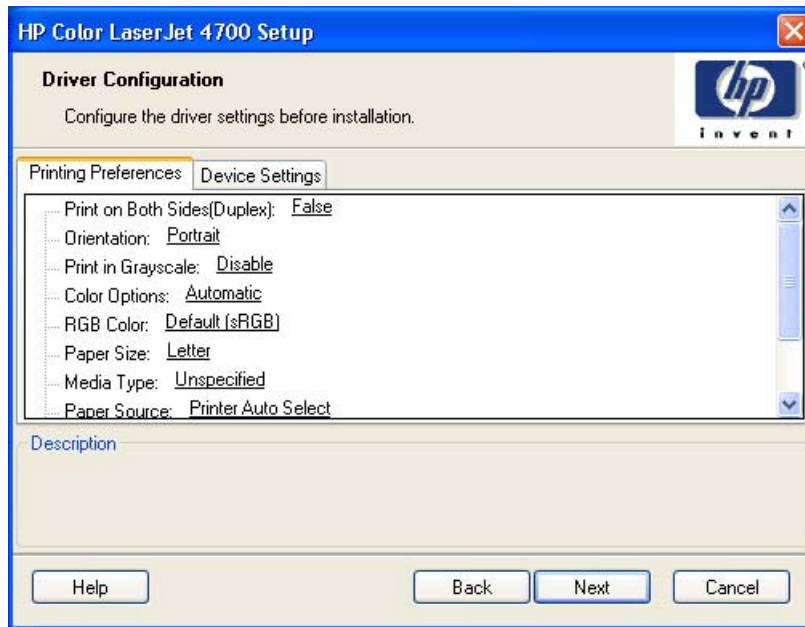 HP Color LaserJet 4700 Setup
Driver Configuration
Configure the driver settings before installation.
hp
invent
Printing Preferences
Device Settings
Print on Both Sides(Duplex): False
Orientation: Portrait
Print in Grayscale: Disable
Color Options: Automatic
RGB Color: Default (sRGB)
Paper Size: Letter
Media Type: Unspecified
Paper Source: Printer Auto Select
Description
Help
Back
Next
Cancel